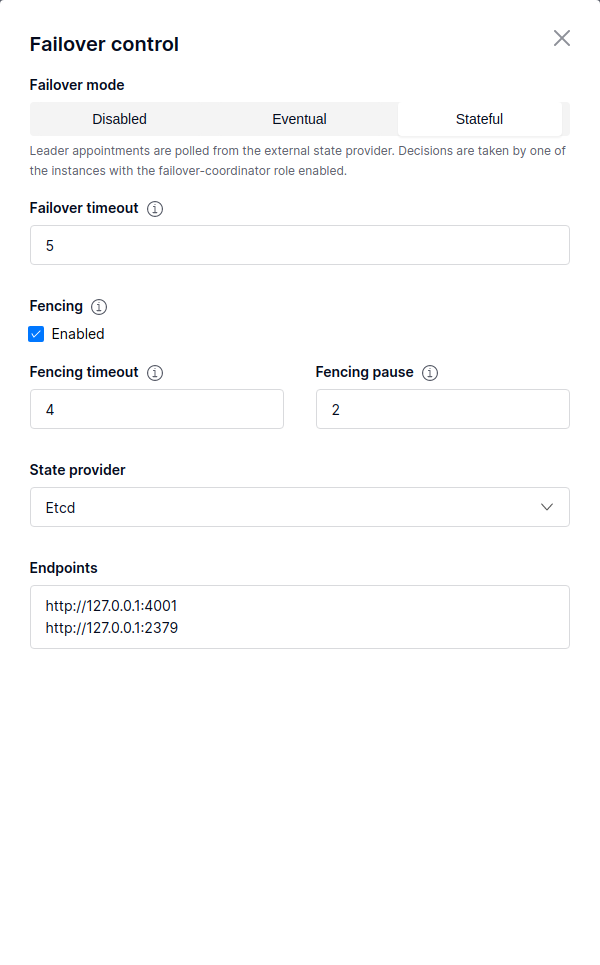 Failover control
Failover mode
Disabled Eventual Stateful
Leader appointments are polled from the external state provider. Decisions are taken by one of
the instances with the failover-coordinator role enabled.
Failover timeout
5
Fencing
Enabled
Fencing timeout Fencing pause
4 2
State provider
Etcd
Endpoints
http://127.0.0.1:4001
http://127.0.0.1:2379